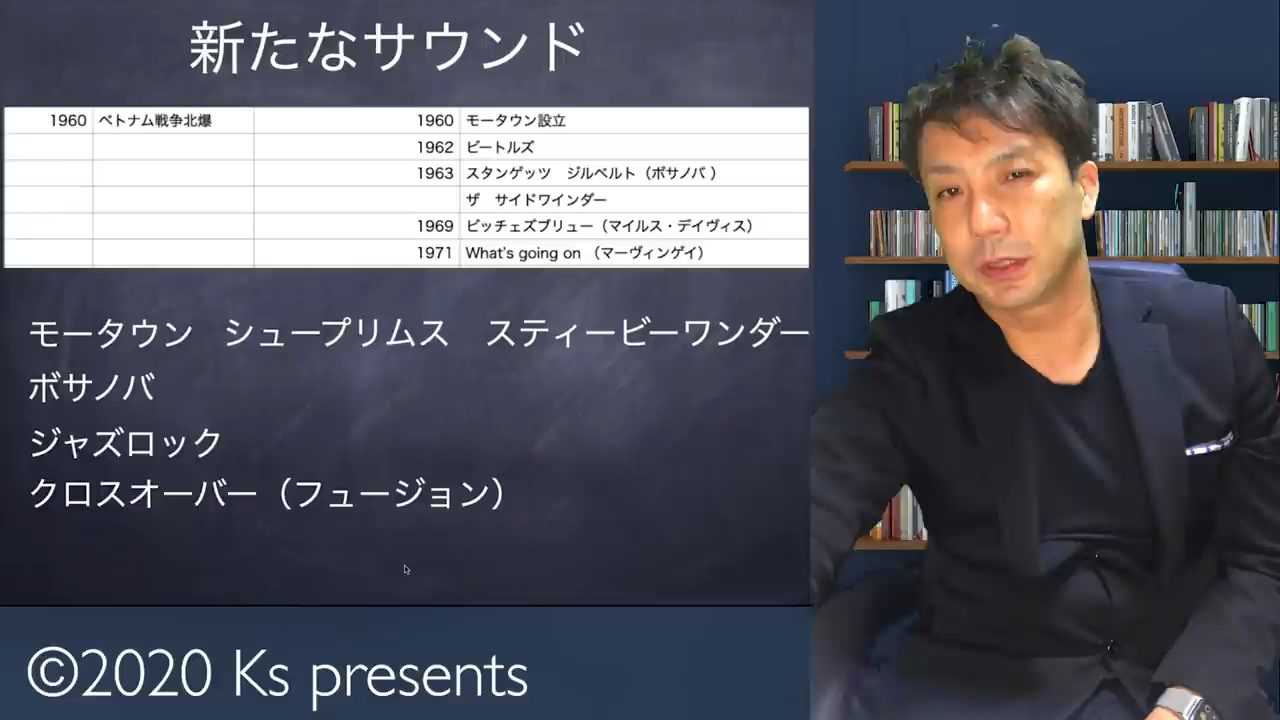 新たなサウンド
1960 ベトナム戦争北爆 1960 モータウン設立
1962 ビートルズ
1963 スタンゲッツ　ジルベルト（ボサノバ ）
ザ　サイドワインダー
1969 ビッチェズブリュー（マイルス・デイヴィス）
1971 What's going on （マーヴィンゲイ）
モータウン　シュープリムス　スティービーワンダー
ボサノバ
ジャズロック
クロスオーバー（フュージョン）
©2020 Ks presents